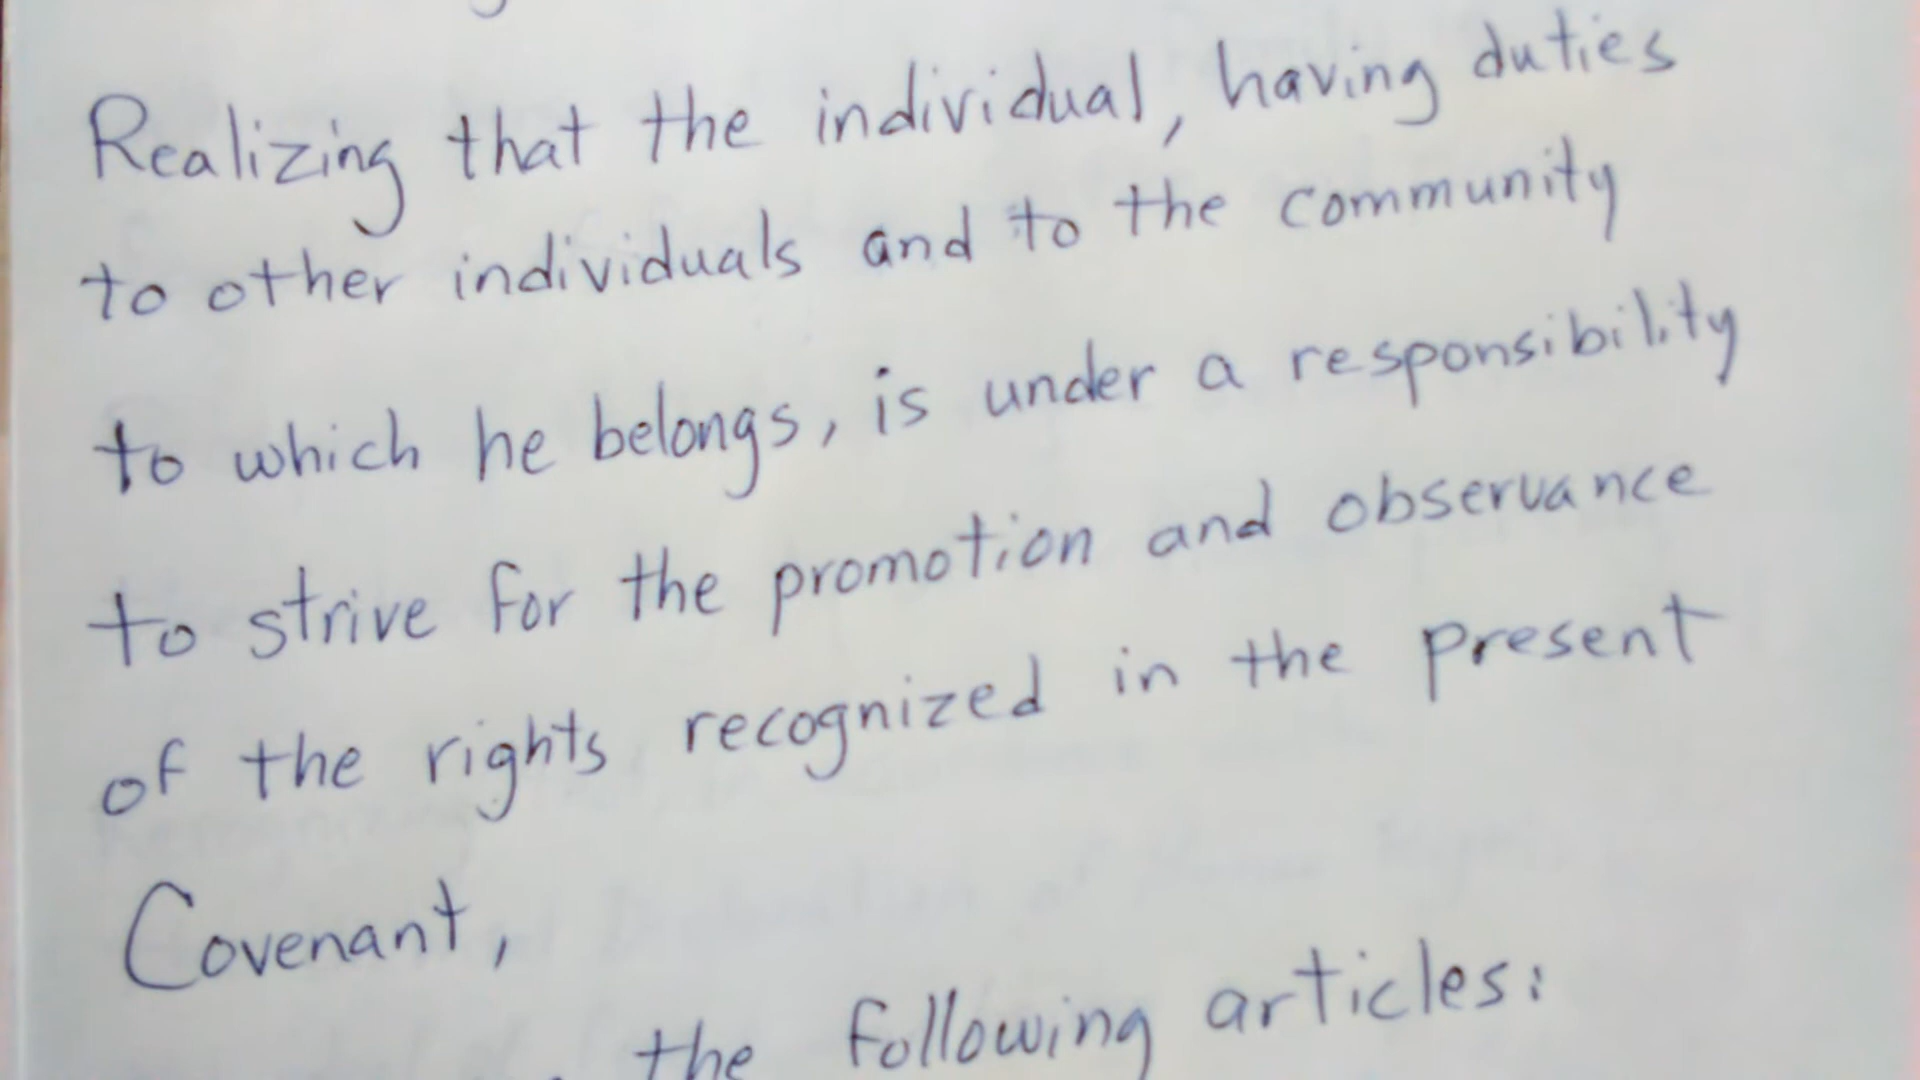 Realizing that the individual, having duties
to other individuals and to the community
to which he belongs, is under a responsibility
to strive for the promotion and observance
of the rights recognized in the present
Covenant,
the following articles: